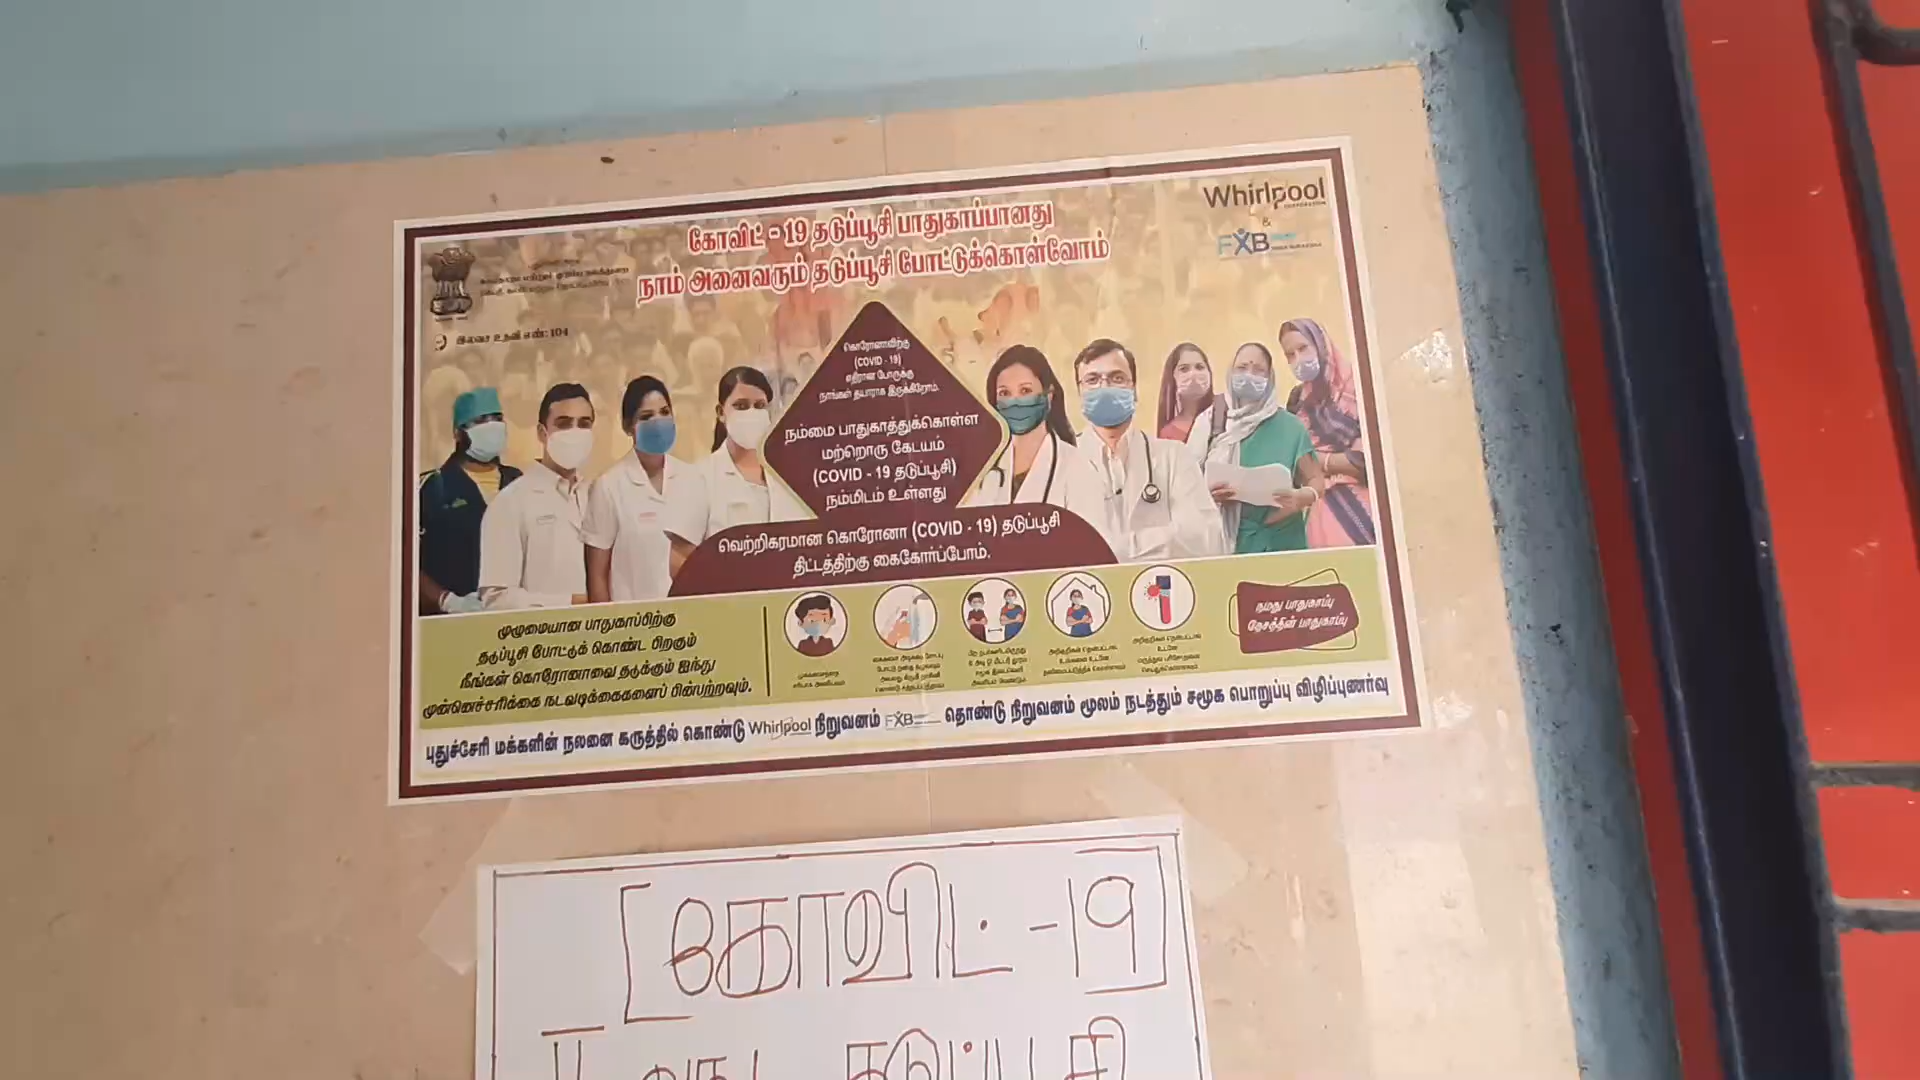 கோவிட் - 19 தடுப்பூசி பாதுகாப்பானது
நாம் அனைவரும் தடுப்பூசி போட்டுக்கொள்வோம்
Whirlpool
CORPORATION
&
FXB
இலவச உதவி எண்: 104
கொரோனாவிற்கு
(COVID - 19)
எதிரான போருக்கு
நாங்கள் தயாராக இருக்கிறோம்.
நம்மை பாதுகாத்துக்கொள்ள
மற்றொரு கேடயம்
(COVID - 19 தடுப்பூசி)
நம்மிடம் உள்ளது
வெற்றிகரமான கொரோனா (COVID - 19) தடுப்பூசி
திட்டத்திற்கு கைகோர்ப்போம்.
முழுமையான பாதுகாப்பிற்கு
தடுப்பூசி போட்டுக் கொண்ட பிறகும்
நீங்கள் கொரோனாவை தடுக்கும் ஐந்து
முன்னெச்சரிக்கை நடவடிக்கைகளைப் பின்பற்றவும்.
நமது பாதுகாப்பு
தேசத்தின் பாதுகாப்பு
புதுச்சேரி மக்களின் நலனை கருத்தில் கொண்டு Whirlpool நிறுவனம் FXB தொண்டு நிறுவனம் மூலம் நடத்தும் சமூக பொறுப்பு விழிப்புணர்வு
[கோவிட் -19]